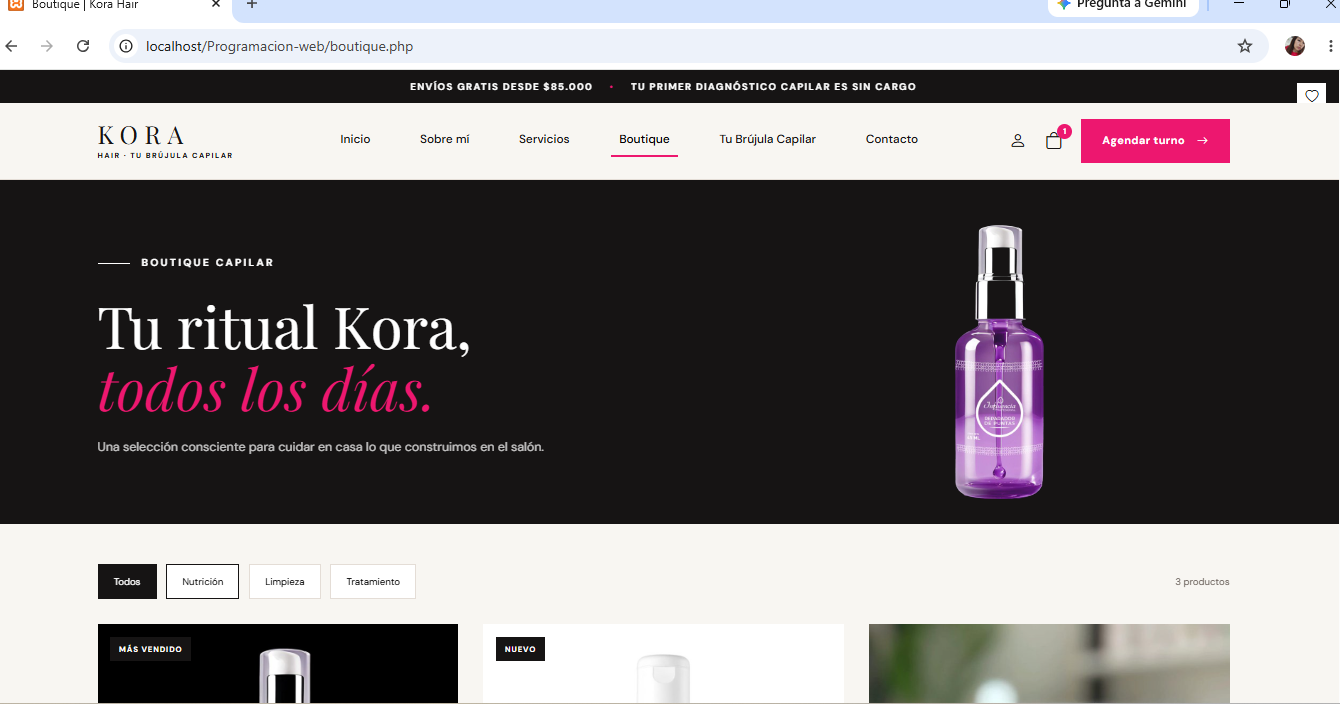 Boutique | Kora Hair
Pregunta a Gemini
localhost/Programacion-web/boutique.php
ENVÍOS GRATIS DESDE $85.000 • TU PRIMER DIAGNÓSTICO CAPILAR ES SIN CARGO
KORA
HAIR · TU BRÚJULA CAPILAR
Inicio
Sobre mí
Servicios
Boutique
Tu Brújula Capilar
Contacto
1
Agendar turno →
BOUTIQUE CAPILAR
Tu ritual Kora,
todos los días.
Una selección consciente para cuidar en casa lo que construimos en el salón.
REPARADOR
DE PUNTAS
Todos
Nutrición
Limpieza
Tratamiento
3 productos
MÁS VENDIDO
NUEVO